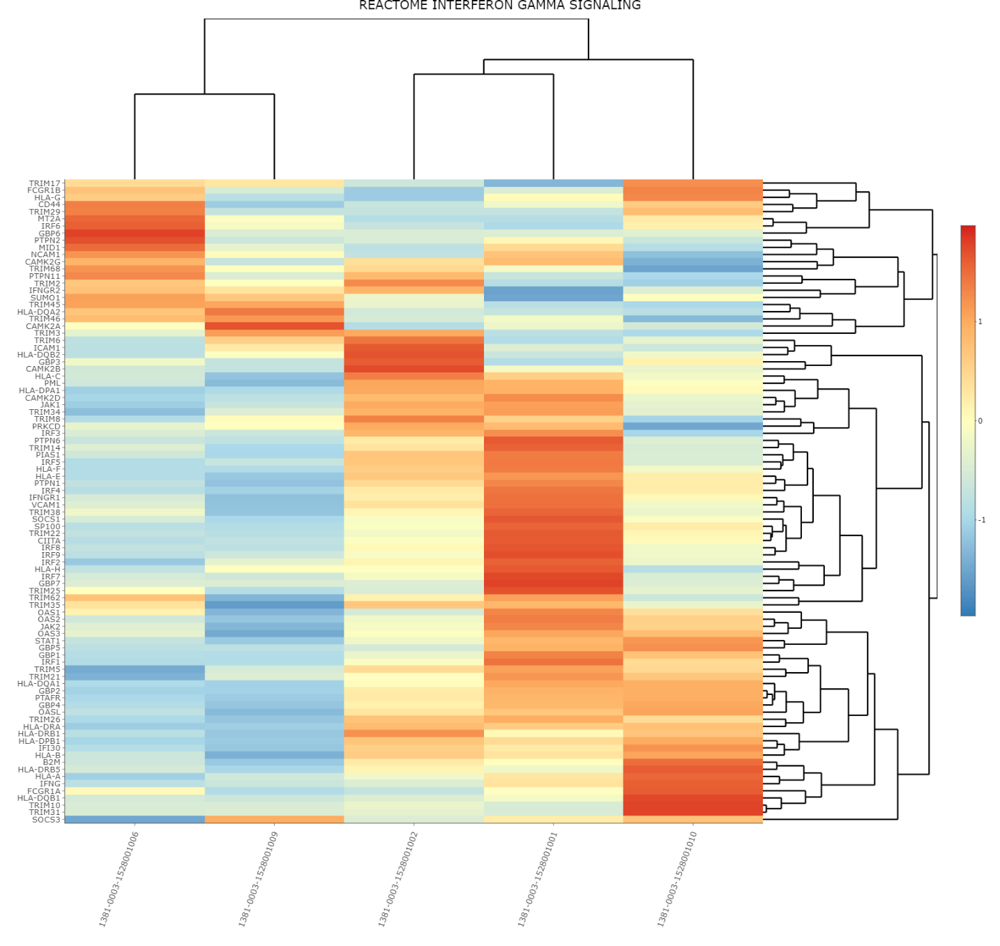 REACTOME INTERFERON GAMMA SIGNALING
TRIM17
FCGR1B
HLA-G
CD44
TRIM29
MT2A
IRF6
GBP6
PTPN2
MID1
NCAM1
CAMK2G
TRIM68
PTPN11
TRIM2
IFNGR2
SUMO1
TRIM45
HLA-DQA2
TRIM46
CAMK2A
TRIM3
TRIM6
ICAM1
HLA-DQB2
GBP3
CAMK2B
HLA-C
PML
HLA-DPA1
CAMK2D
JAK1
TRIM34
TRIM8
PRKCD
IRF3
PTPN6
TRIM14
PIAS1
IRF5
HLA-F
HLA-E
PTPN1
IRF4
IFNGR1
VCAM1
TRIM38
SOCS1
SP100
TRIM22
CIITA
IRF8
IRF9
IRF2
HLA-H
IRF7
GBP7
TRIM25
TRIM62
TRIM35
OAS1
OAS2
JAK2
OAS3
STAT1
GBP5
GBP1
IRF1
TRIM5
TRIM21
HLA-DQA1
GBP2
PTAFR
GBP4
OASL
TRIM26
HLA-DRA
HLA-DRB1
HLA-DPB1
IFI30
HLA-B
B2M
HLA-DRB5
HLA-A
IFNG
FCGR1A
HLA-DQB1
TRIM10
TRIM31
SOCS3
1
0
-1
1381-0003-1528001006
1381-0003-1528001009
1381-0003-1528001002
1381-0003-1528001001
1381-0003-1528001010